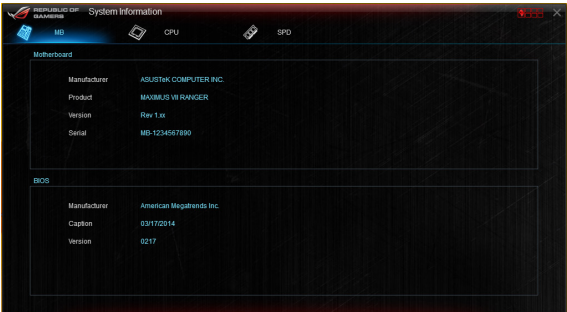 REPUBLIC OF GAMERS System Information
MB CPU SPD
Motherboard
Manufacturer ASUSTeK COMPUTER INC.
Product MAXIMUS VII RANGER
Version Rev 1.xx
Serial MB-1234567890
BIOS
Manufacturer American Megatrends Inc.
Caption 03/17/2014
Version 0217